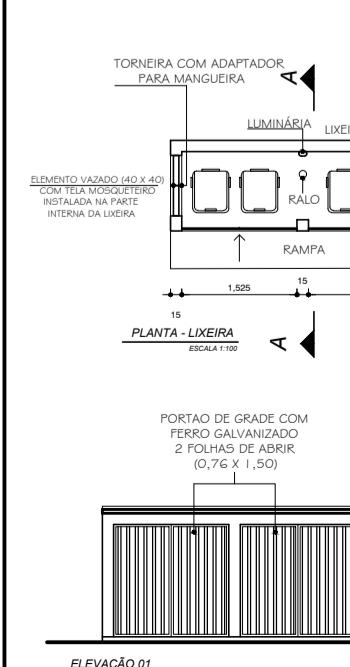 TORNEIRA COM ADAPTADOR
PARA MANGUEIRA
A
LUMINÁRIA
LIXEI
ELEMENTO VAZADO (40 X 40)
COM TELA MOSQUETEIRO
INSTALADA NA PARTE
INTERNA DA LIXEIRA
RALO
RAMPA
1,525
15
15
PLANTA - LIXEIRA
ESCALA 1:100
A
PORTAO DE GRADE COM
FERRO GALVANIZADO
2 FOLHAS DE ABRIR
(0,76 X 1,50)
ELEVAÇÃO 01